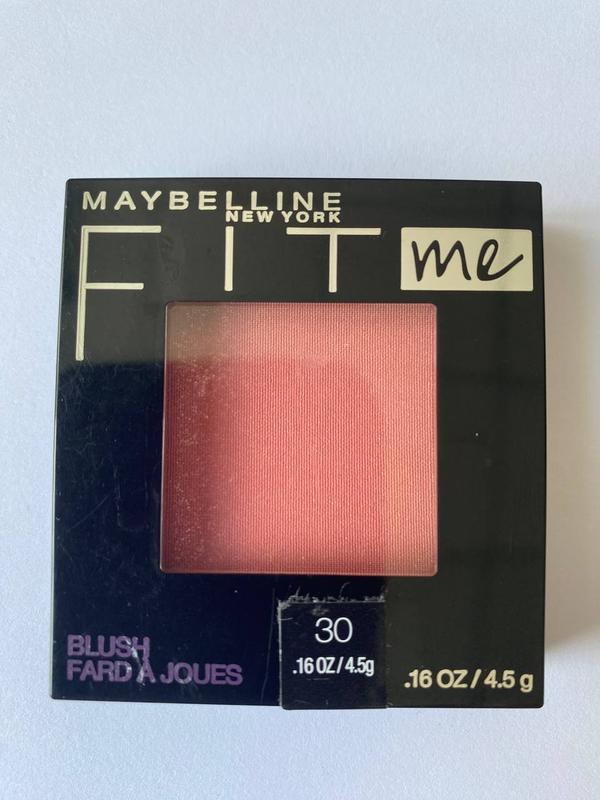 MAYBELLINE
NEW YORK
FIT me
30
.16 OZ/4.5g
BLUSH
FARD À JOUES
.16 OZ/4.5 g